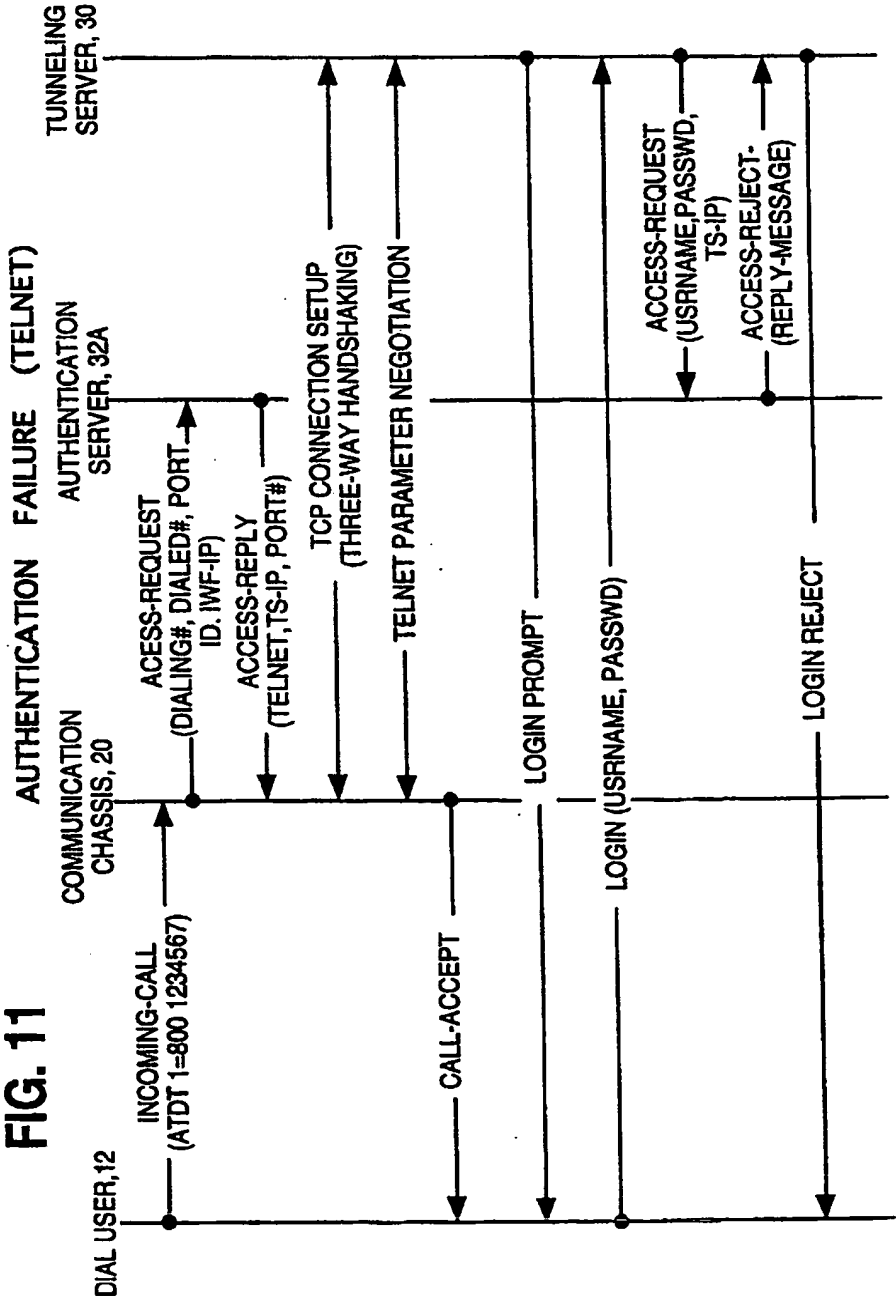 FIG. 11
AUTHENTICATION FAILURE (TELNET)
DIAL USER,12
COMMUNICATION
CHASSIS, 20
AUTHENTICATION
SERVER, 32A
TUNNELING
SERVER, 30
INCOMING-CALL
(ATDT 1=800 1234567)
ACESS-REQUEST
(DIALING#, DIALED#, PORT
ID. IWF-IP)
ACCESS-REPLY
(TELNET,TS-IP, PORT#)
TCP CONNECTION SETUP
(THREE-WAY HANDSHAKING)
TELNET PARAMETER NEGOTIATION
CALL-ACCEPT
LOGIN PROMPT
LOGIN (USRNAME, PASSWD)
ACCESS-REQUEST
(USRNAME,PASSWD,
TS-IP)
ACCESS-REJECT-
(REPLY-MESSAGE)
LOGIN REJECT